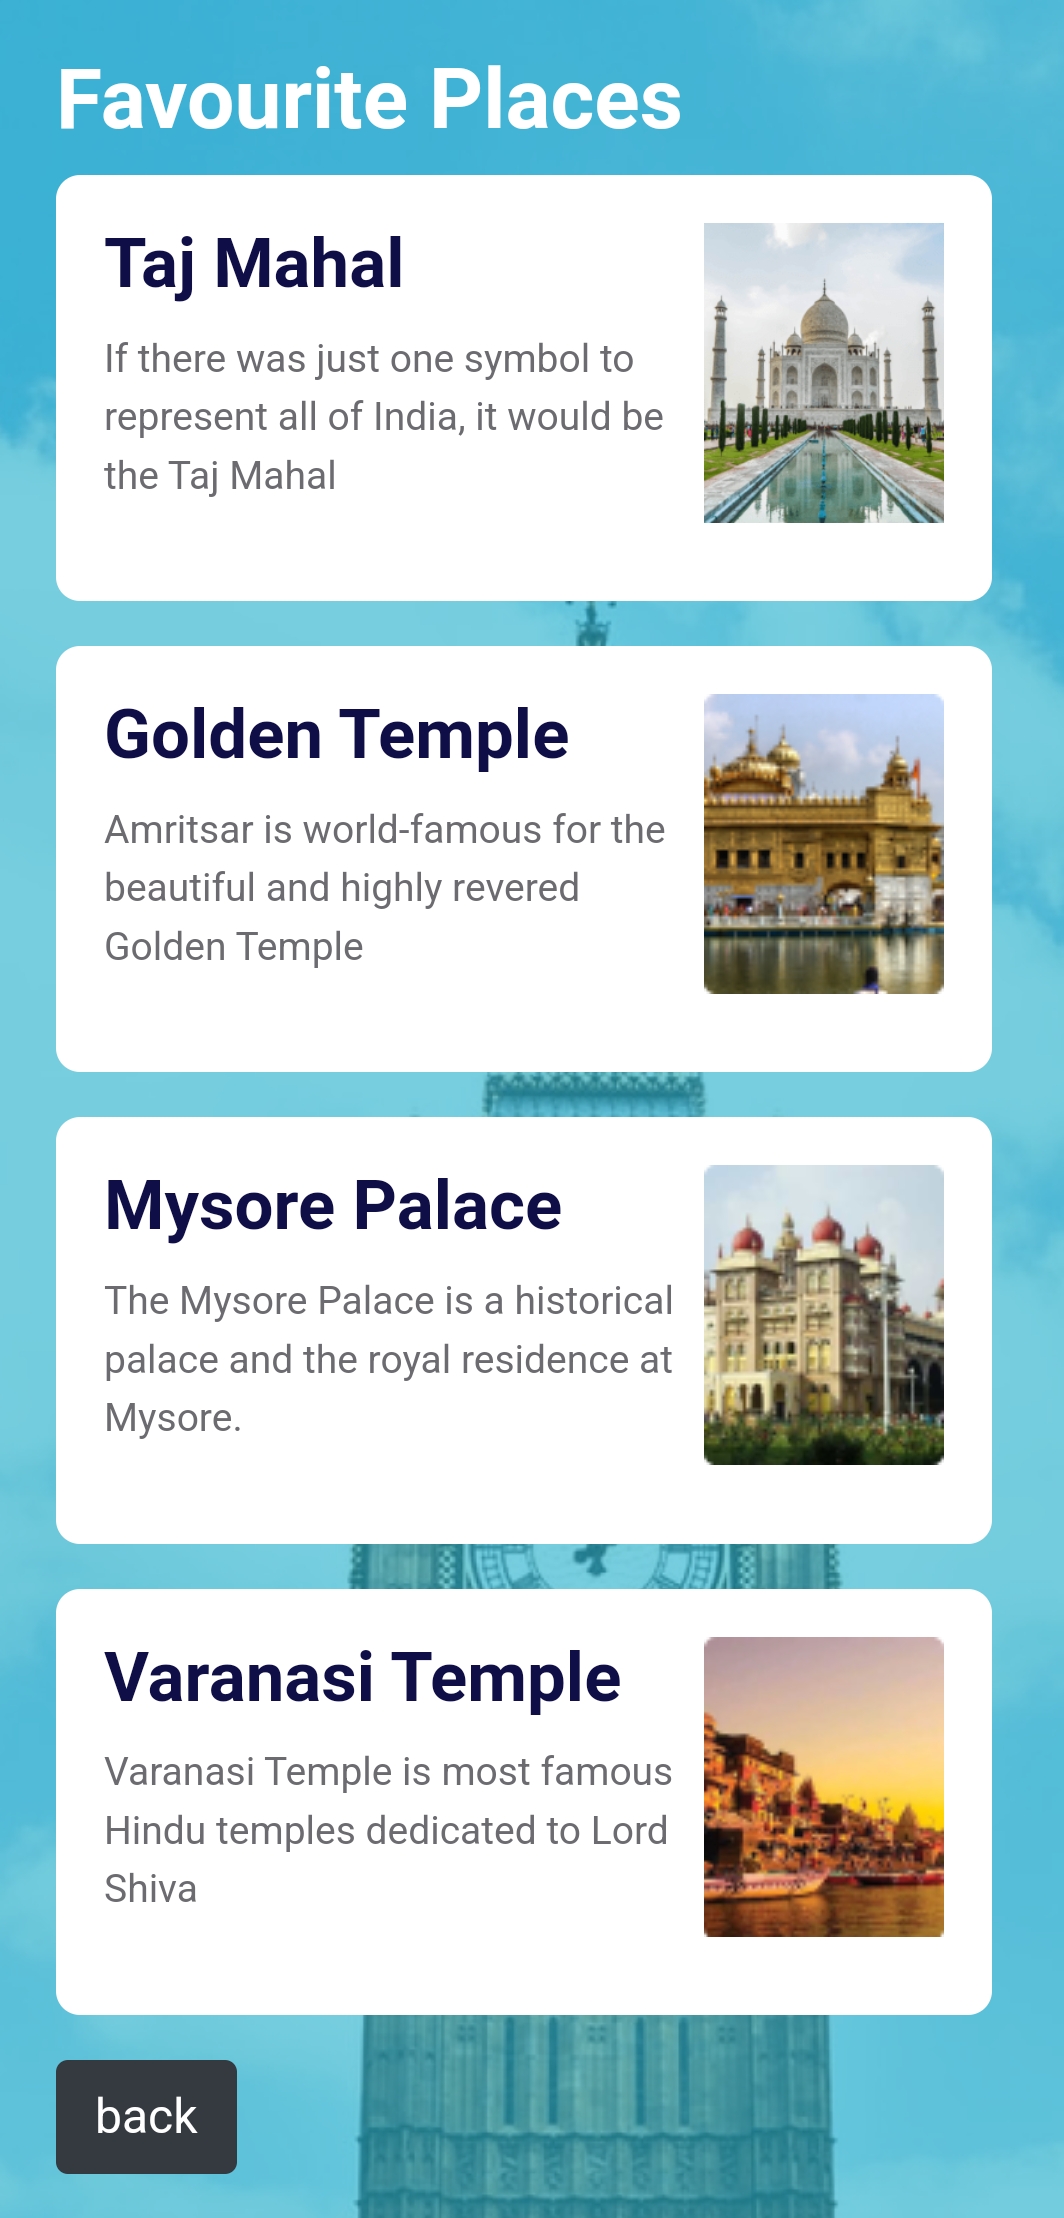 Favourite Places
Taj Mahal
If there was just one symbol to
represent all of India, it would be
the Taj Mahal
Golden Temple
Amritsar is world-famous for the
beautiful and highly revered
Golden Temple
Mysore Palace
The Mysore Palace is a historical
palace and the royal residence at
Mysore.
Varanasi Temple
Varanasi Temple is most famous
Hindu temples dedicated to Lord
Shiva
back